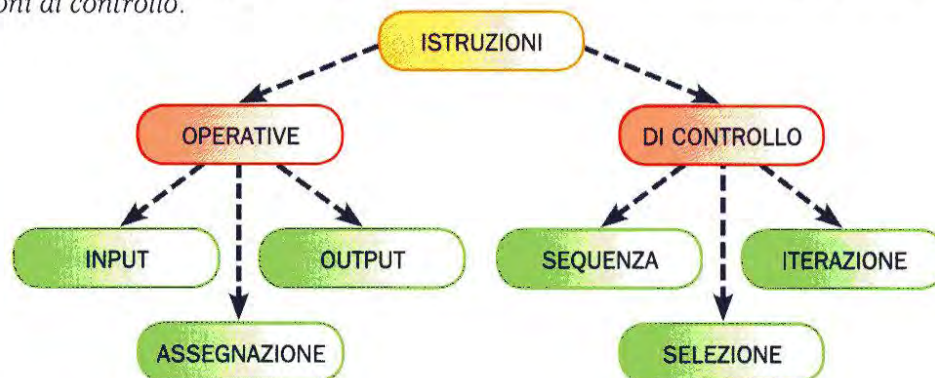 di controllo.
ISTRUZIONI
OPERATIVE
DI CONTROLLO
INPUT
OUTPUT
SEQUENZA
ITERAZIONE
ASSEGNAZIONE
SELEZIONE